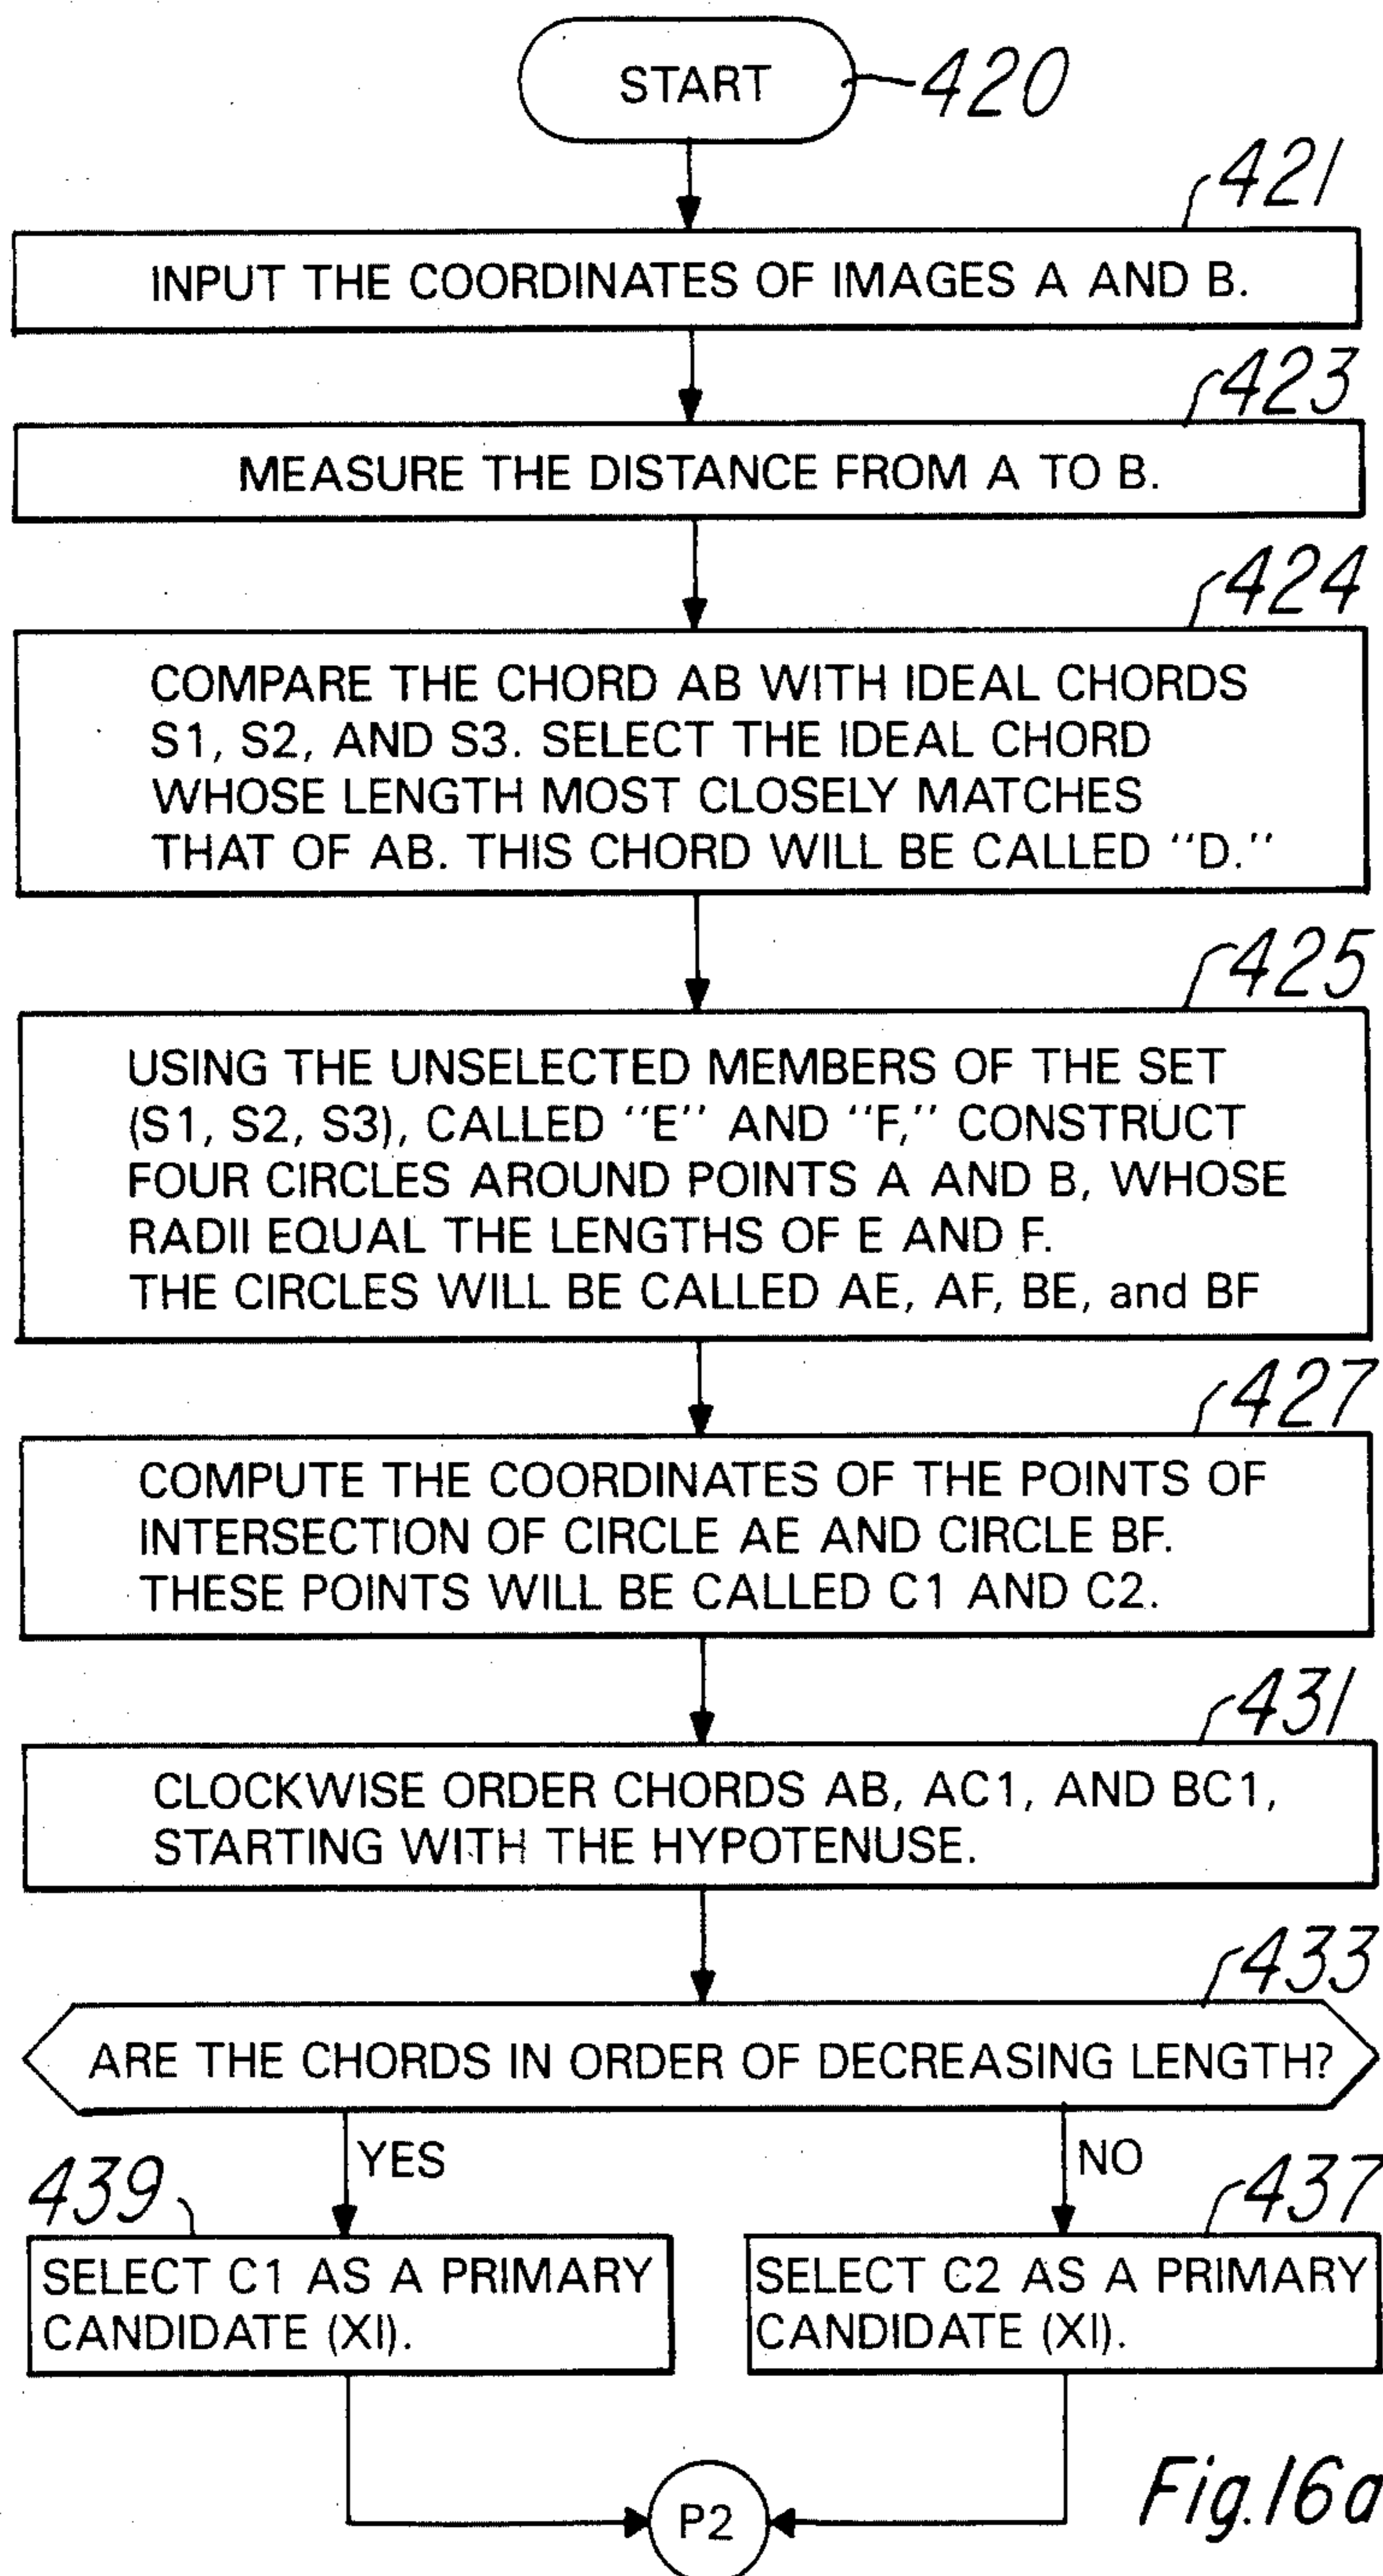 START
420
421
INPUT THE COORDINATES OF IMAGES A AND B.
423
MEASURE THE DISTANCE FROM A TO B.
424
COMPARE THE CHORD AB WITH IDEAL CHORDS
S1, S2, AND S3. SELECT THE IDEAL CHORD
WHOSE LENGTH MOST CLOSELY MATCHES
THAT OF AB. THIS CHORD WILL BE CALLED "D."
425
USING THE UNSELECTED MEMBERS OF THE SET
(S1, S2, S3), CALLED "E" AND "F," CONSTRUCT
FOUR CIRCLES AROUND POINTS A AND B, WHOSE
RADII EQUAL THE LENGTHS OF E AND F.
THE CIRCLES WILL BE CALLED AE, AF, BE, and BF
427
COMPUTE THE COORDINATES OF THE POINTS OF
INTERSECTION OF CIRCLE AE AND CIRCLE BF.
THESE POINTS WILL BE CALLED C1 AND C2.
431
CLOCKWISE ORDER CHORDS AB, AC1, AND BC1,
STARTING WITH THE HYPOTENUSE.
433
ARE THE CHORDS IN ORDER OF DECREASING LENGTH?
YES
NO
439
SELECT C1 AS A PRIMARY
CANDIDATE (XI).
437
SELECT C2 AS A PRIMARY
CANDIDATE (XI).
P2
Fig.16a